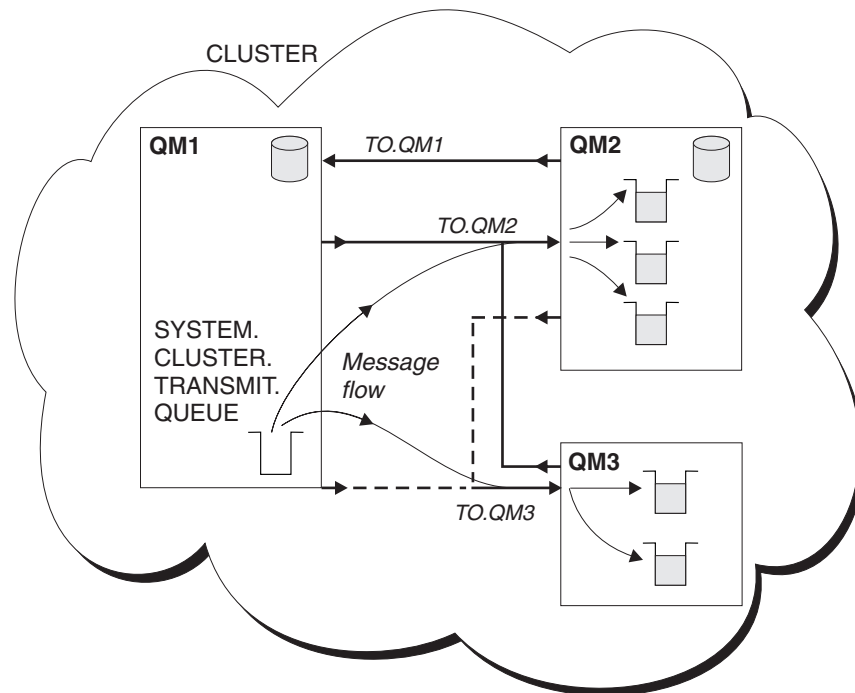 CLUSTER
QM1
TO.QM1
QM2
TO.QM2
SYSTEM.
CLUSTER.
TRANSMIT.
QUEUE
Message
flow
QM3
TO.QM3